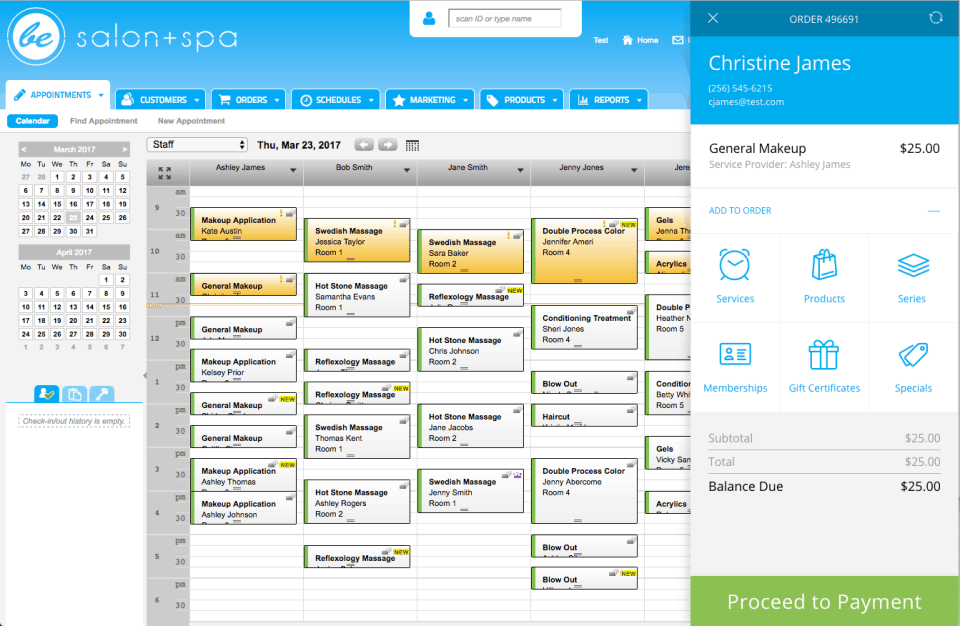 be salon+spa
scan ID or type name
Test Home
APPOINTMENTS CUSTOMERS ORDERS SCHEDULES MARKETING PRODUCTS REPORTS
Calendar Find Appointment New Appointment
< March 2017 >
Mo Tu We Th Fr Sa Su
27 28 1 2 3 4 5
6 7 8 9 10 11 12
13 14 15 16 17 18 19
20 21 22 23 24 25 26
27 28 29 30 31
April 2017
Mo Tu We Th Fr Sa Su
1 2
3 4 5 6 7 8 9
10 11 12 13 14 15 16
17 18 19 20 21 22 23
24 25 26 27 28 29 30
1 2 3 4 5 6 7
Check-in/out history is empty.
Staff Thu, Mar 23, 2017
Ashley James Bob Smith Jane Smith Jenny Jones Jere
am
9
30
am
10
30
am
11
30
pm
12
30
pm
1
30
pm
2
30
pm
3
30
pm
4
30
pm
5
30
pm
6
30
Makeup Application
Kate Austin
General Makeup
General Makeup
Makeup Application
Kelsey Prior
NEW
General Makeup
General Makeup
NEW
Makeup Application
Ashley Thomas
Makeup Application
Ashley Johnson
Swedish Massage
Jessica Taylor
Room 1
Hot Stone Massage
Samantha Evans
Room 1
Reflexology Massage
NEW
Reflexology Massage
Swedish Massage
Thomas Kent
Room 1
Hot Stone Massage
Ashley Rogers
Room 2
NEW
Reflexology Massage
Swedish Massage
Sara Baker
Room 2
NEW
Reflexology Massage
Hot Stone Massage
Chris Johnson
Room 2
Hot Stone Massage
Jane Jacobs
Room 2
Swedish Massage
Jenny Smith
Room 1
NEW
Double Process Color
Jennifer Ameri
Room 4
Conditioning Treatment
Sheri Jones
Room 4
Blow Out
Haircut
Double Process Color
Jenny Abercome
Room 4
Blow Out
NEW
Blow Out
Gels
Jenna Tho
Acrylics
Double P
Heather N
Room 5
Conditio
Betty Whi
Room 5
Gels
Vicky San
Room 5
Acrylics
ORDER 496691
Christine James
(256) 545-6215
cjames@test.com
General Makeup $25.00
Service Provider: Ashley James
ADD TO ORDER
Services Products Series
Memberships Gift Certificates Specials
Subtotal $25.00
Total $25.00
Balance Due $25.00
Proceed to Payment